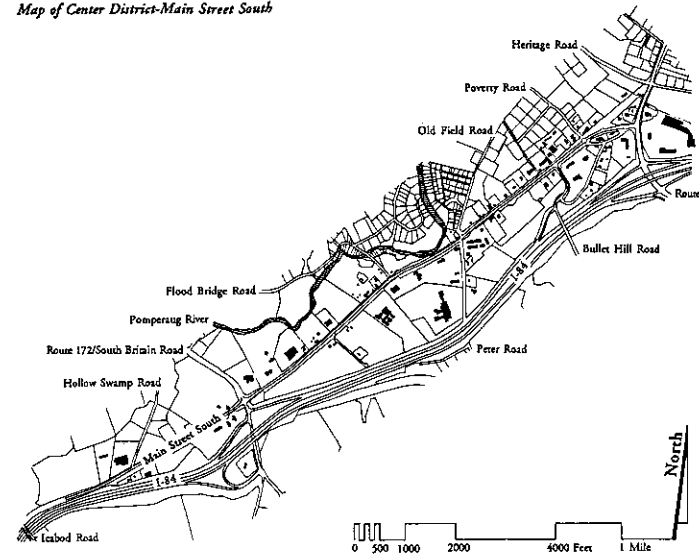 Map of Center District-Main Street South
Heritage Road
Poverty Road
Old Field Road
Route
Bullet Hill Road
I-84
Flood Bridge Road
Pomperaug River
Route 172/South Britain Road
Peter Road
Hollow Swamp Road
Main Street South
I-84
North
Icabod Road
0 500 1000 2000 4000 Feet 1 Mile